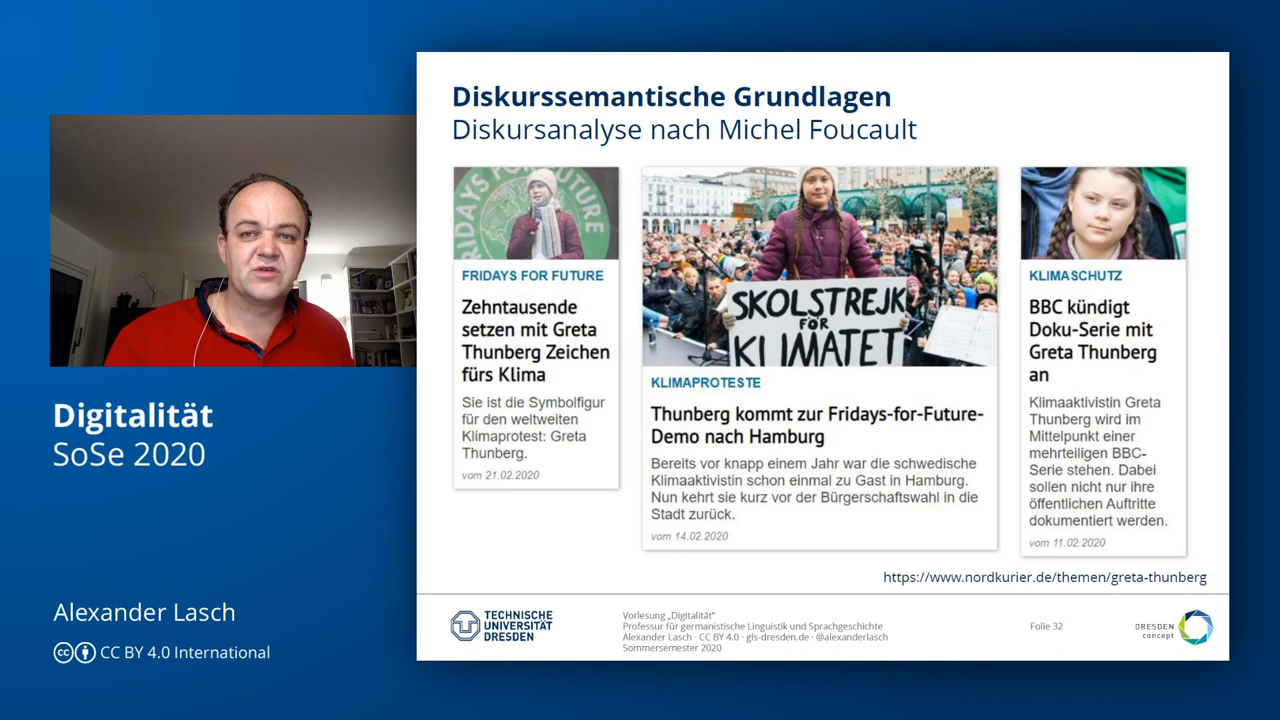 Diskurssemantische Grundlagen
Diskursanalyse nach Michel Foucault
FRIDAYS FOR FUTURE
FRIDAYS FOR FUTURE
Zehntausende
setzen mit Greta
Thunberg Zeichen
fürs Klima
Sie ist die Symbolfigur
für den weltweiten
Klimaprotest: Greta
Thunberg.
vom 21.02.2020
SKOLSTREJK
FÖR
KLIMATET
KLIMAPROTESTE
Thunberg kommt zur Fridays-for-Future-
Demo nach Hamburg
Bereits vor knapp einem Jahr war die schwedische
Klimaaktivistin schon einmal zu Gast in Hamburg.
Nun kehrt sie kurz vor der Bürgerschaftswahl in die
Stadt zurück.
vom 14.02.2020
KLIMASCHUTZ
BBC kündigt
Doku-Serie mit
Greta Thunberg
an
Klimaaktivistin Greta
Thunberg wird im
Mittelpunkt einer
mehrteiligen BBC-
Serie stehen. Dabei
sollen nicht nur ihre
öffentlichen Auftritte
dokumentiert werden.
vom 11.02.2020
https://www.nordkurier.de/themen/greta-thunberg
Digitalität
SoSe 2020
Alexander Lasch
cc CC BY 4.0 International
TECHNISCHE
UNIVERSITÄT
DRESDEN
Vorlesung „Digitalität“
Professur für germanistische Linguistik und Sprachgeschichte
Alexander Lasch · CC BY 4.0 · gls-dresden.de · @alexanderlasch
Sommersemester 2020
Folie 32
DRESDEN
concept